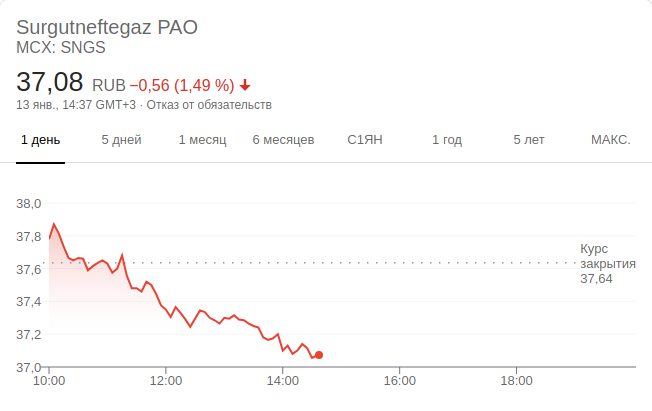 Surgutneftegaz PAO
MCX: SNGS
37,08 RUB −0,56 (1,49 %)
13 янв., 14:37 GMT+3 · Отказ от обязательств
1 день 5 дней 1 месяц 6 месяцев С1ЯН 1 год 5 лет МАКС.
38,0
37,8
37,6
37,4
37,2
37,0
Курс
закрытия
37,64
10:00 12:00 14:00 16:00 18:00